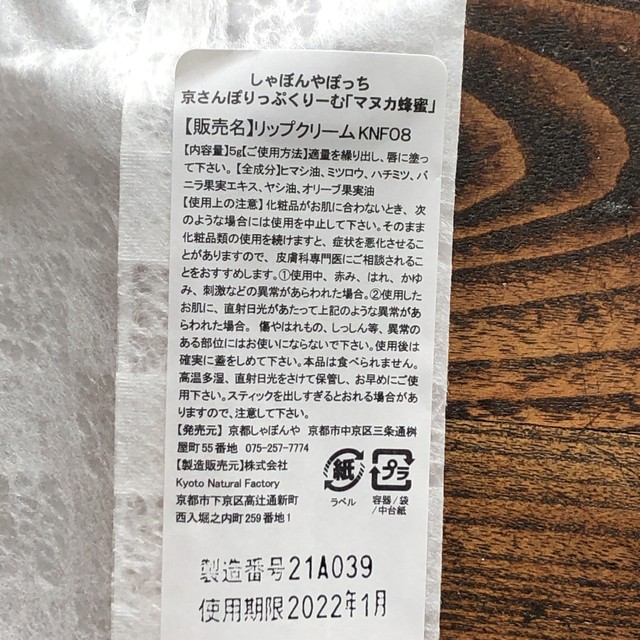 しゃぼんやぽっち
京さんぽりっぷくりーむ「マヌカ蜂蜜」
【販売名】リップクリームKNF08
【内容量】5g【ご使用方法】適量を繰り出し、唇に塗っ
て下さい。【全成分】ヒマシ油、ミツロウ、ハチミツ、バ
ニラ果実エキス、ヤシ油、オリーブ果実油
【使用上の注意】化粧品がお肌に合わないとき、次
のような場合には使用を中止して下さい。そのまま
化粧品類の使用を続けますと、症状を悪化させるこ
とがありますので、皮膚科専門医にご相談されるこ
とをおすすめします。①使用中、赤み、はれ、かゆ
み、刺激などの異常があらわれた場合。②使用した
お肌に、直射日光があたって上記のような異常があ
らわれた場合。傷やはれもの、しっしん等、異常の
ある部位にはお使いにならないで下さい。使用後は
確実に蓋をしめて下さい。本品は食べられません。
高温多湿、直射日光をさけて保管し、お早めにご使
用下さい。スティックを出しすぎるとおれる場合があ
りますので、注意して下さい。
【発売元】京都しゃぼんや 京都市中京区三条通桝
屋町55番地 075-257-7774
【製造販売元】株式会社
Kyoto Natural Factory
京都市下京区高辻通新町
西入堀之内町259番地1
紙
ラベル
プラ
容器/袋
/中台紙
製造番号21A039
使用期限2022年1月